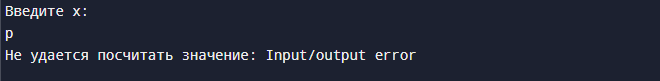 Введите x:
p
Не удается посчитать значение: Input/output error